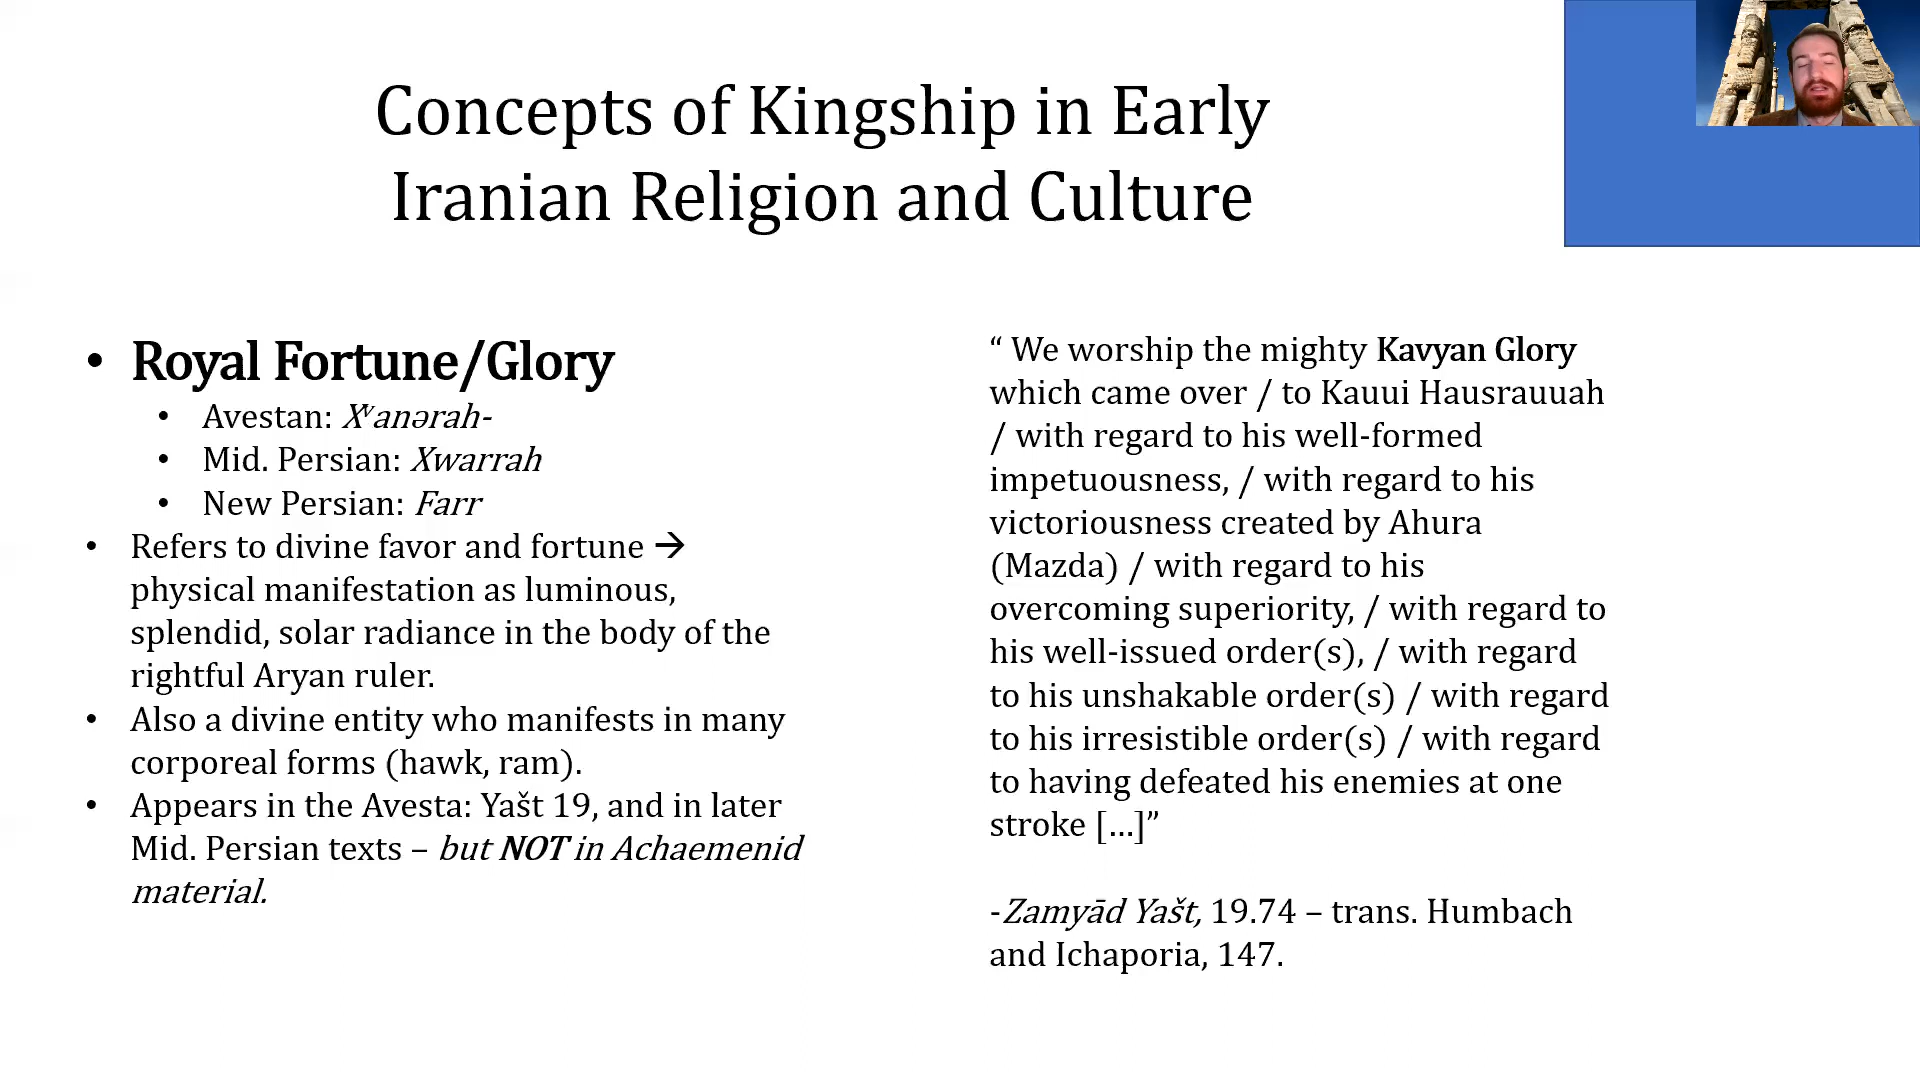 Concepts of Kingship in Early
Iranian Religion and Culture
• Royal Fortune/Glory
• Avestan: Xᵛanərah-
• Mid. Persian: Xwarrah
• New Persian: Farr
• Refers to divine favor and fortune →
physical manifestation as luminous,
splendid, solar radiance in the body of the
rightful Aryan ruler.
• Also a divine entity who manifests in many
corporeal forms (hawk, ram).
• Appears in the Avesta: Yašt 19, and in later
Mid. Persian texts – but NOT in Achaemenid
material.
“ We worship the mighty Kavyan Glory
which came over / to Kauui Hausrauuah
/ with regard to his well-formed
impetuousness, / with regard to his
victoriousness created by Ahura
(Mazda) / with regard to his
overcoming superiority, / with regard to
his well-issued order(s), / with regard
to his unshakable order(s) / with regard
to his irresistible order(s) / with regard
to having defeated his enemies at one
stroke […]”
-Zamyād Yašt, 19.74 – trans. Humbach
and Ichaporia, 147.